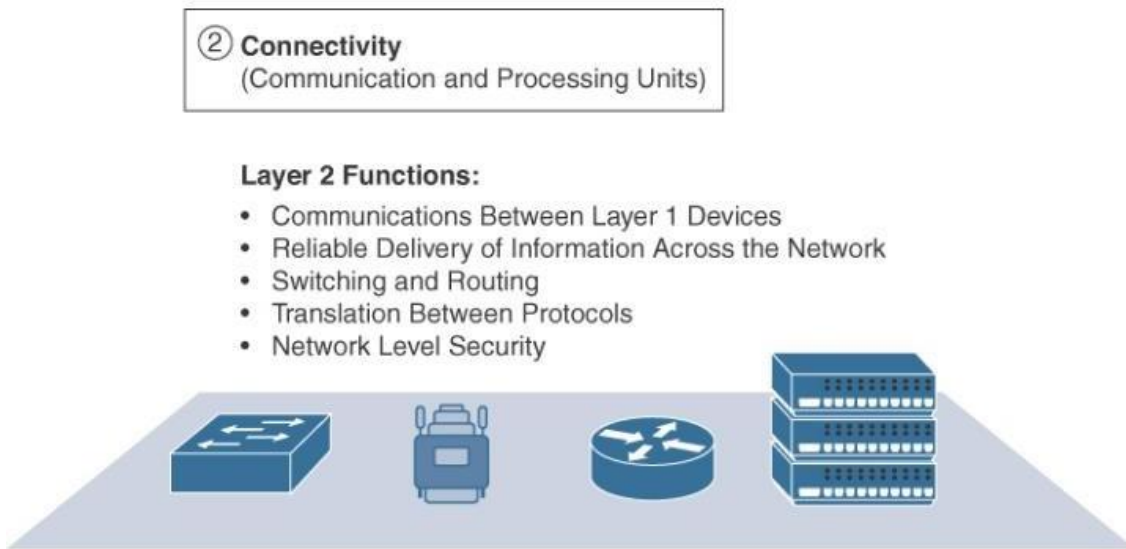 ② Connectivity
(Communication and Processing Units)
Layer 2 Functions:
• Communications Between Layer 1 Devices
• Reliable Delivery of Information Across the Network
• Switching and Routing
• Translation Between Protocols
• Network Level Security